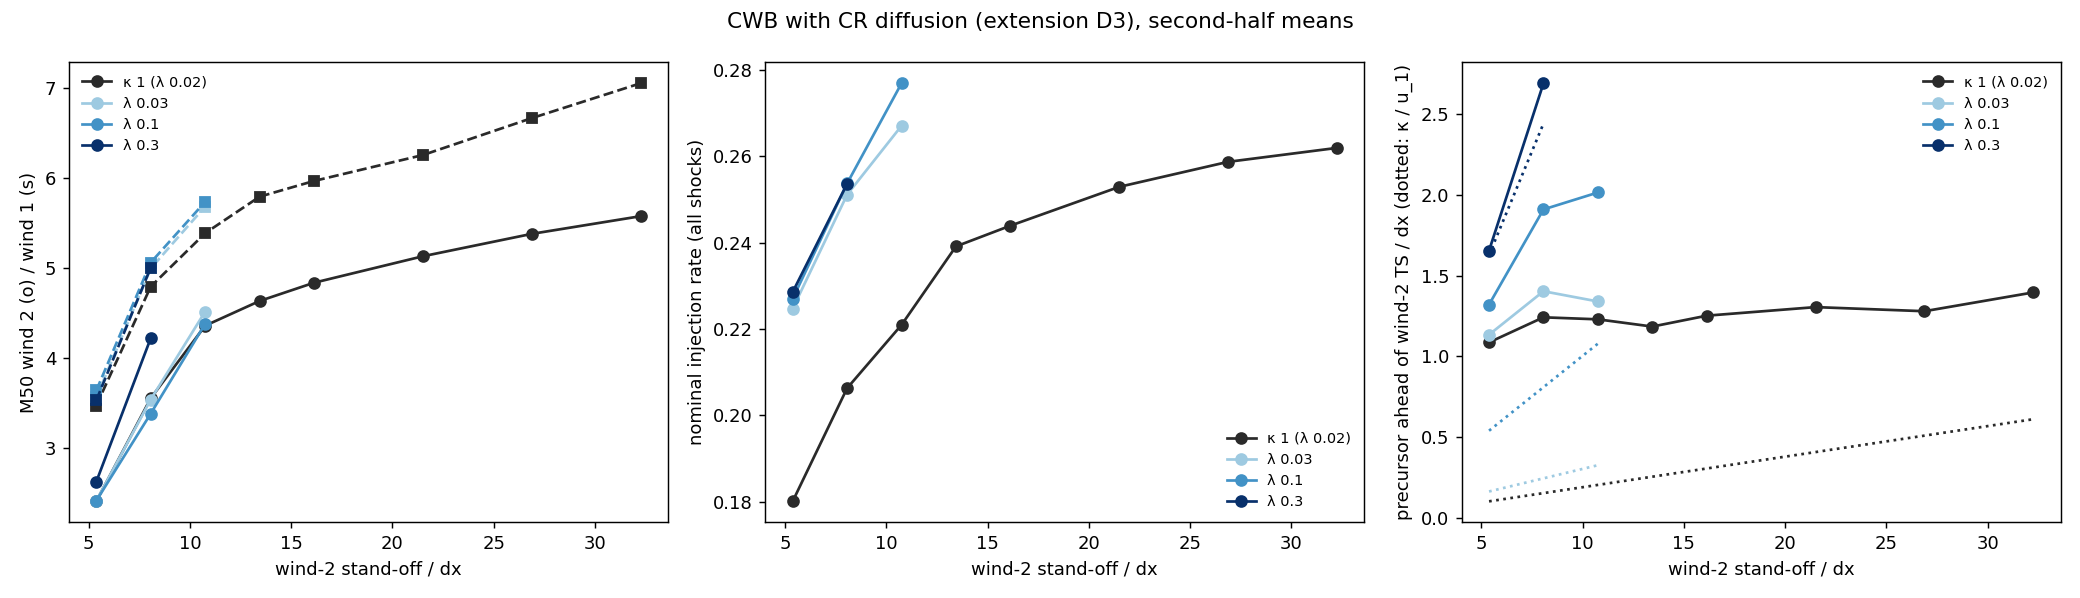 CWB with CR diffusion (extension D3), second-half means
M50 wind 2 (o) / wind 1 (s)
7
6
5
4
3
κ 1 (λ 0.02)
λ 0.03
λ 0.1
λ 0.3
5 10 15 20 25 30
wind-2 stand-off / dx
nominal injection rate (all shocks)
0.28
0.26
0.24
0.22
0.20
0.18
κ 1 (λ 0.02)
λ 0.03
λ 0.1
λ 0.3
5 10 15 20 25 30
wind-2 stand-off / dx
precursor ahead of wind-2 TS / dx (dotted: κ / u_1)
2.5
2.0
1.5
1.0
0.5
0.0
κ 1 (λ 0.02)
λ 0.03
λ 0.1
λ 0.3
5 10 15 20 25 30
wind-2 stand-off / dx